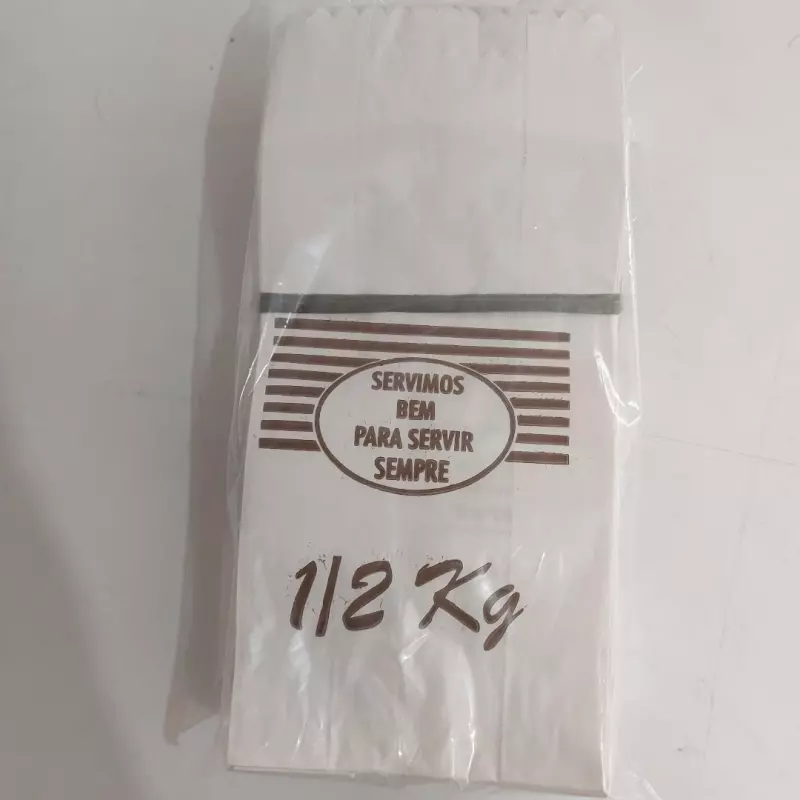 SERVIMOS
BEM
PARA SERVIR
SEMPRE
1/2 Kg